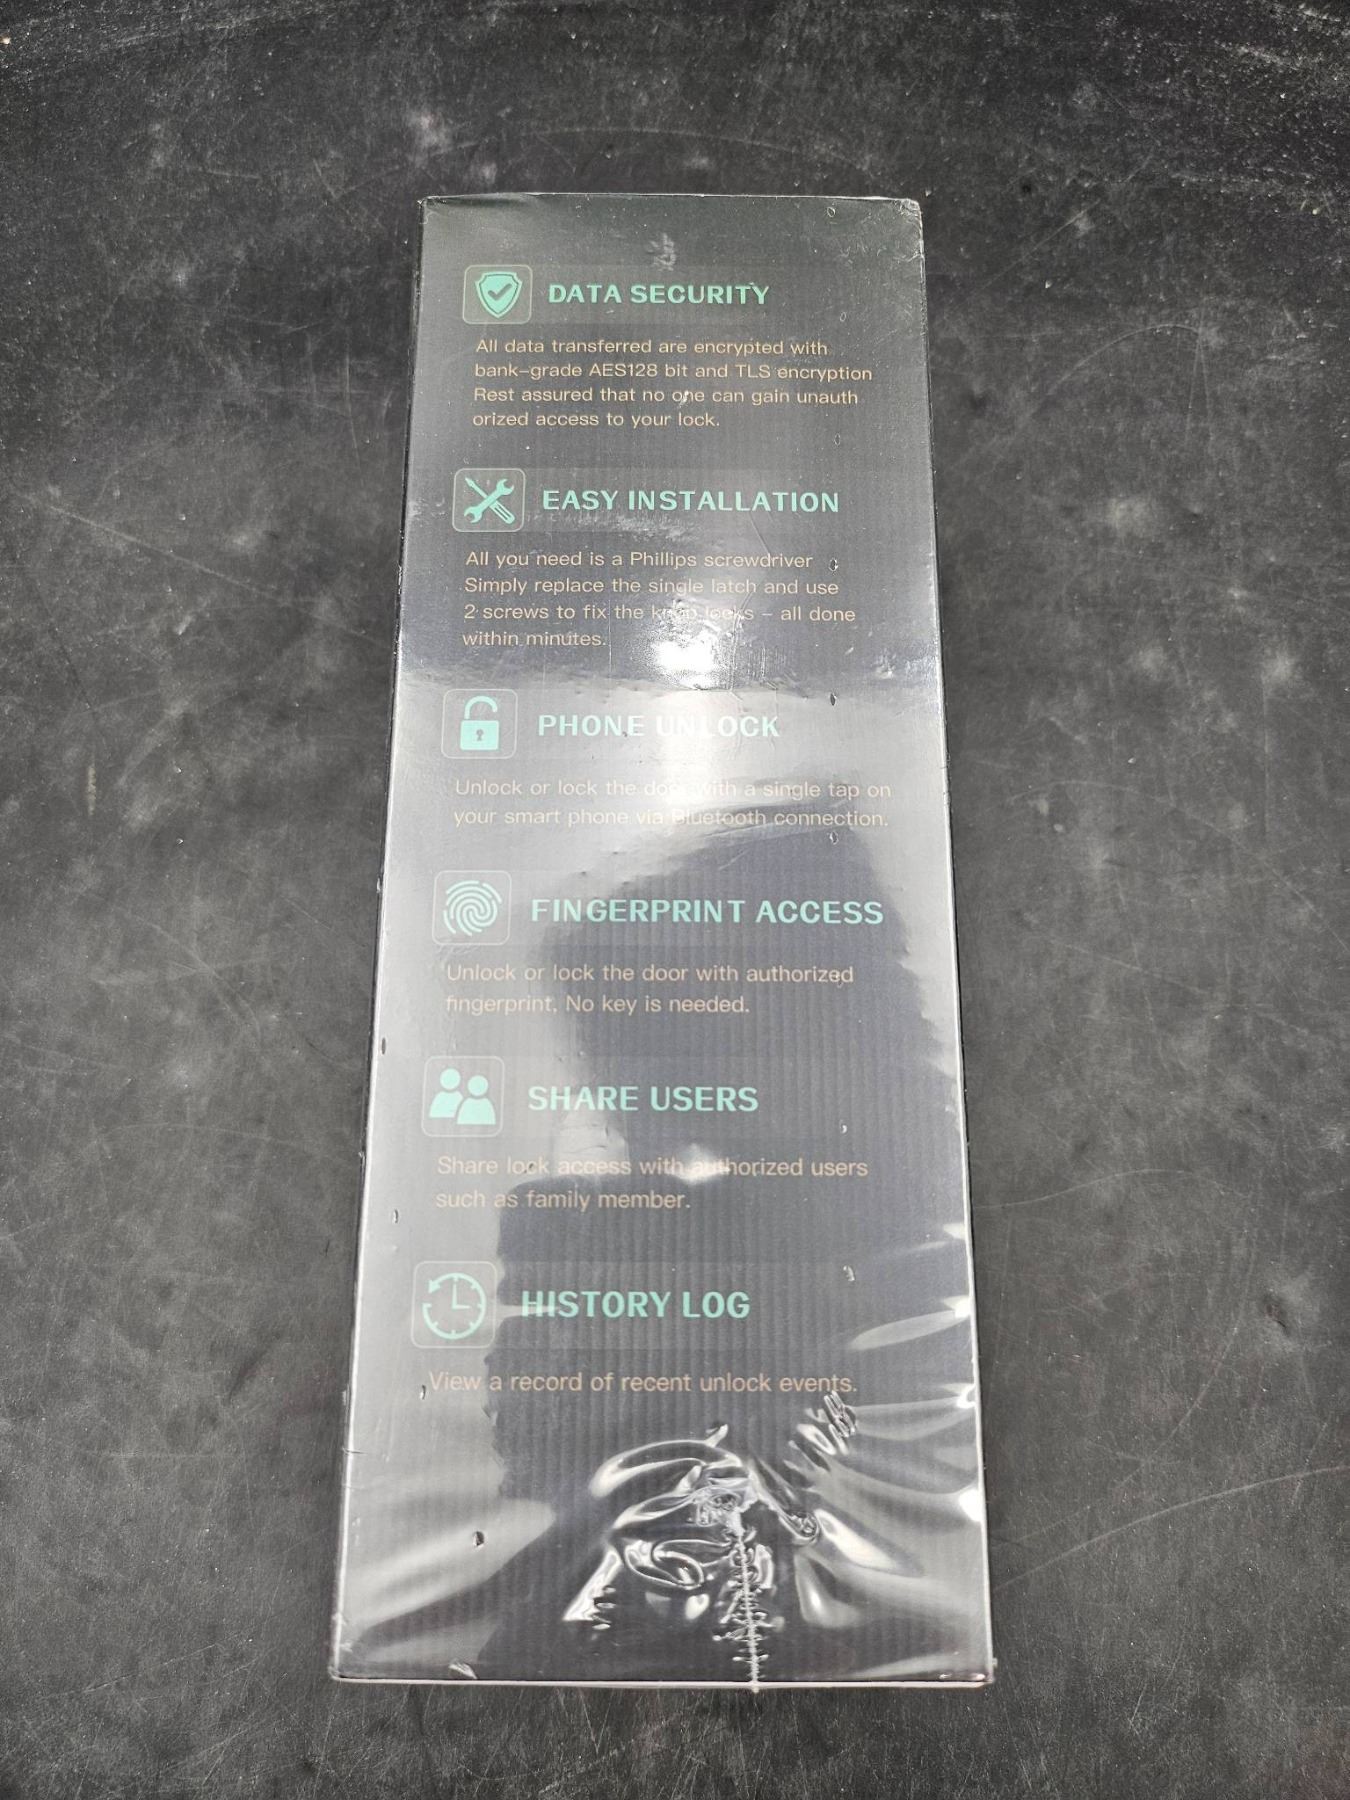 DATA SECURITY
All data transferred are encrypted with
bank-grade AES128 bit and TLS encryption
Rest assured that no one can gain unauth
orized access to your lock.
EASY INSTALLATION
All you need is a Phillips screwdriver
Simply replace the single latch and use
2 screws to fix the knob locks - all done
within minutes.
PHONE UNLOCK
Unlock or lock the door with a single tap on
your smart phone via Bluetooth connection.
FINGERPRINT ACCESS
Unlock or lock the door with authorized
fingerprint, No key is needed.
SHARE USERS
Share lock access with authorized users
such as family member.
HISTORY LOG
View a record of recent unlock events.